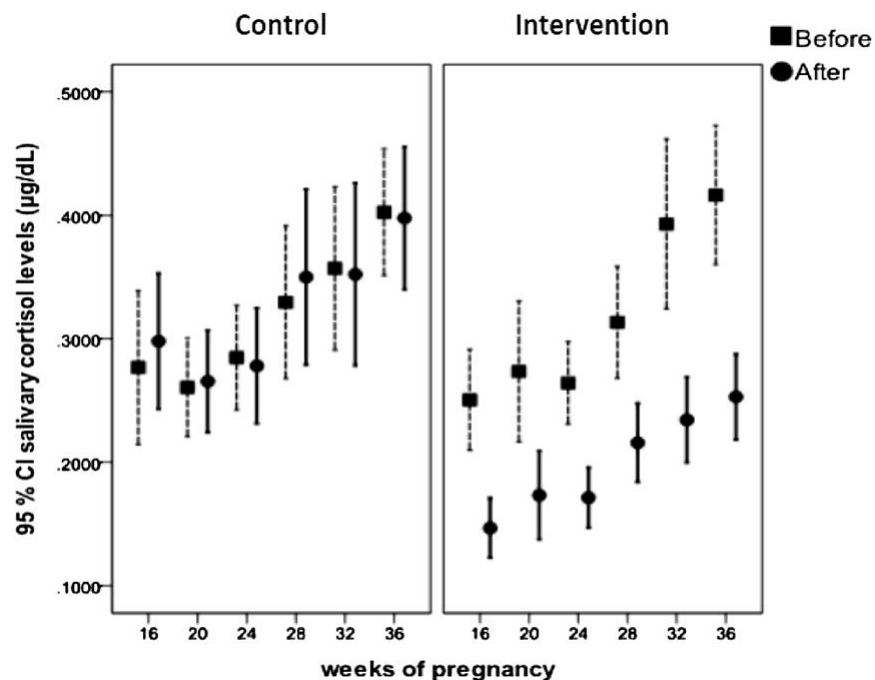 Control
Intervention
Before
After
95 % CI salivary cortisol levels (µg/dL)
.5000
.4000
.3000
.2000
.1000
16 20 24 28 32 36
16 20 24 28 32 36
weeks of pregnancy